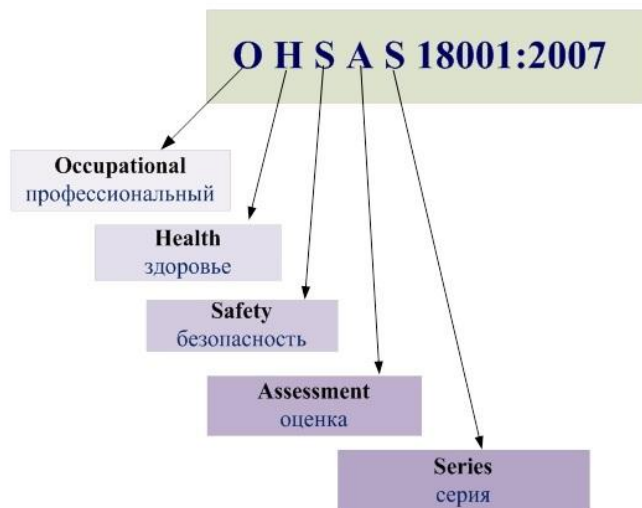 O H S A S 18001:2007
Occupational
профессиональный
Health
здоровье
Safety
безопасность
Assessment
оценка
Series
серия